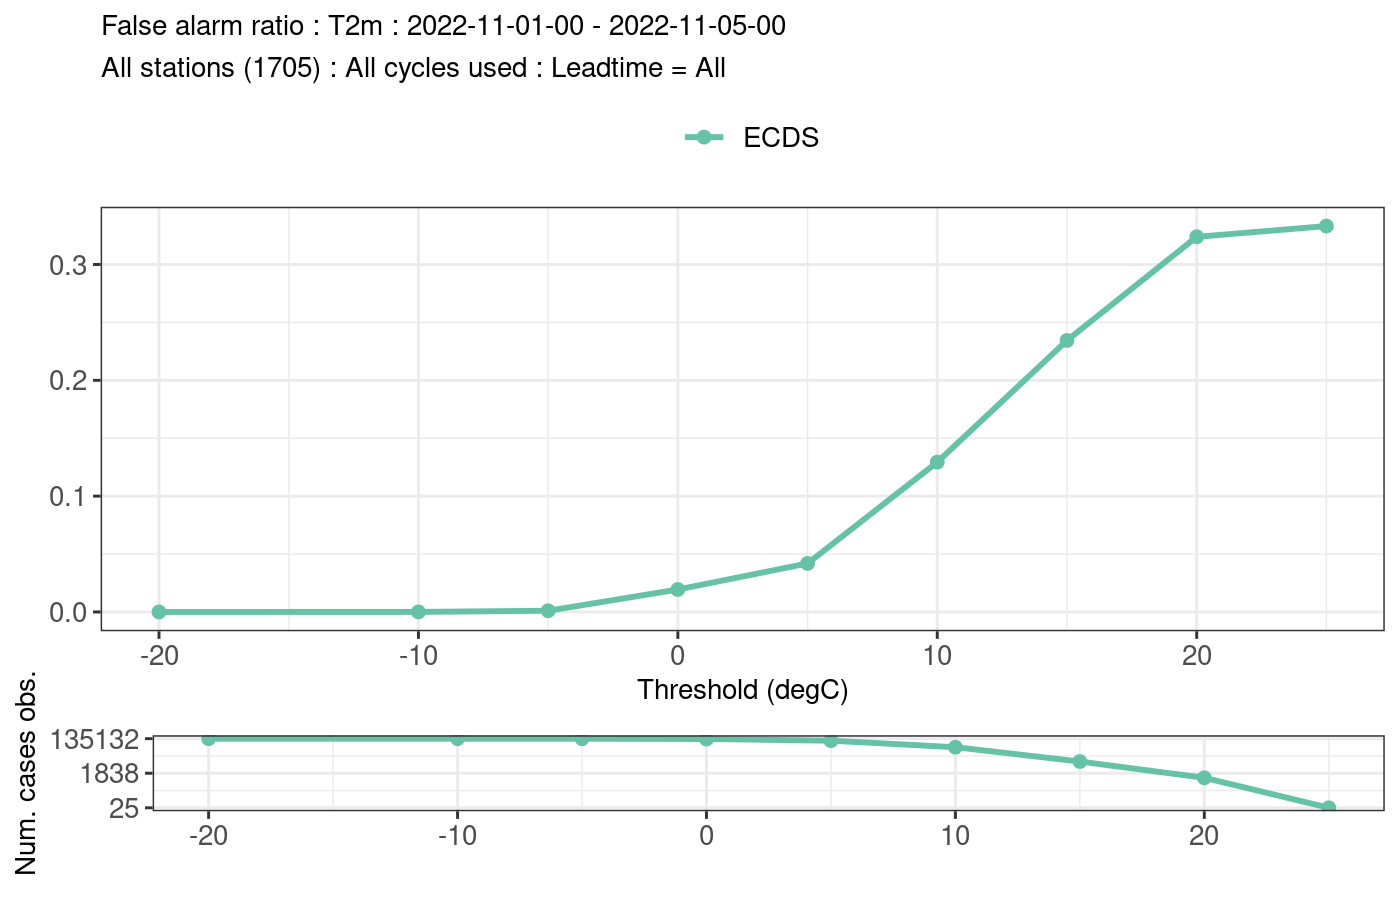 False alarm ratio : T2m : 2022-11-01-00 - 2022-11-05-00
All stations (1705) : All cycles used : Leadtime = All
ECDS
0.3
0.2
0.1
0.0
-20 -10 0 10 20
Threshold (degC)
Num. cases obs.
135132
1838
25
-20 -10 0 10 20